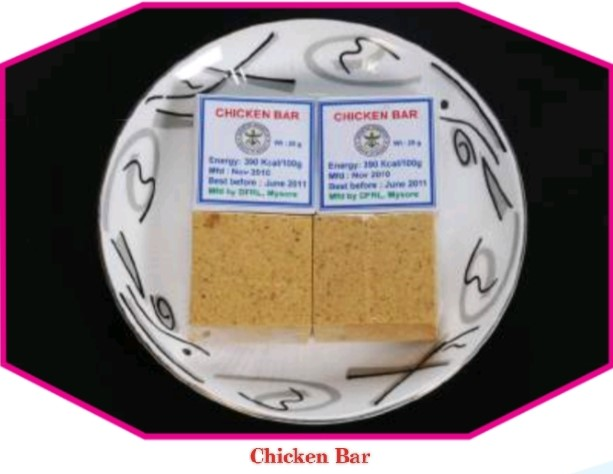 CHICKEN BAR
Wt : 20 g
Energy: 390 Kcal/100g
Mfd : Nov 2010
Best before : June 2011
Mfd by DFRL, Mysore
CHICKEN BAR
Wt : 20 g
Energy: 390 Kcal/100g
Mfd : Nov 2010
Best before : June 2011
Mfd by DFRL, Mysore
Chicken Bar